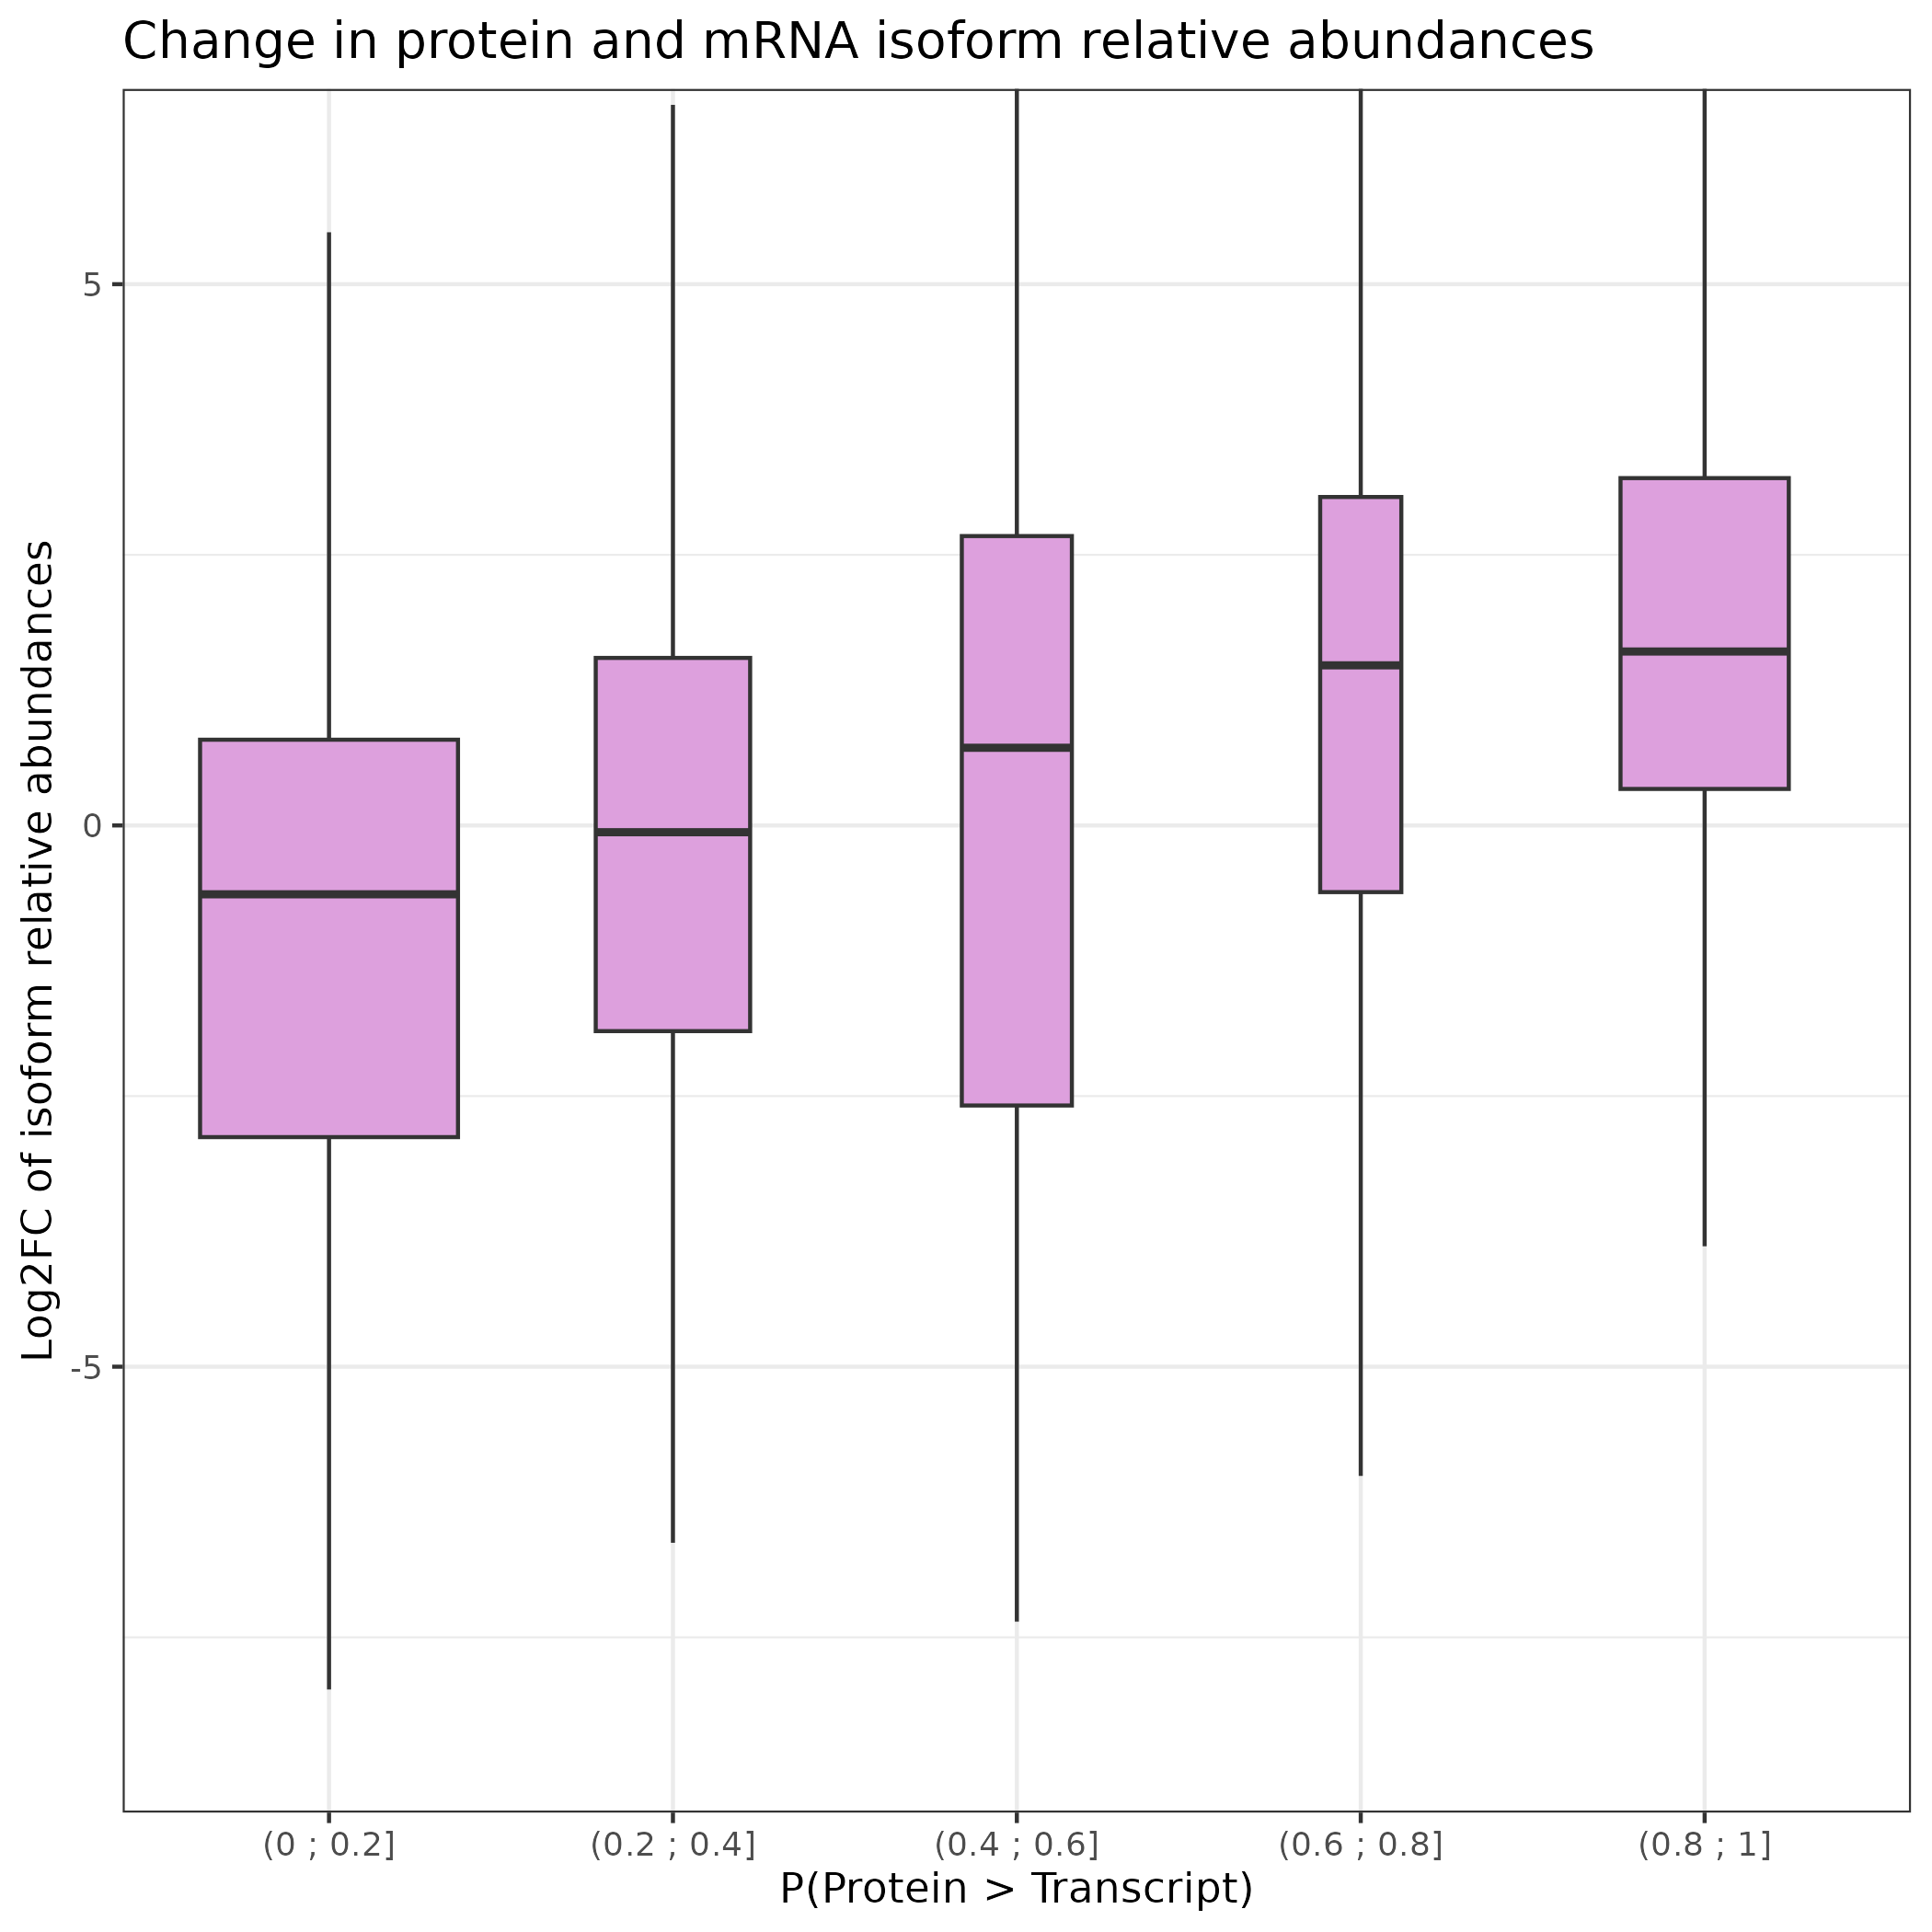 Change in protein and mRNA isoform relative abundances
Log2FC of isoform relative abundances
5
0
-5
(0 ; 0.2]
(0.2 ; 0.4]
(0.4 ; 0.6]
(0.6 ; 0.8]
(0.8 ; 1]
P(Protein > Transcript)